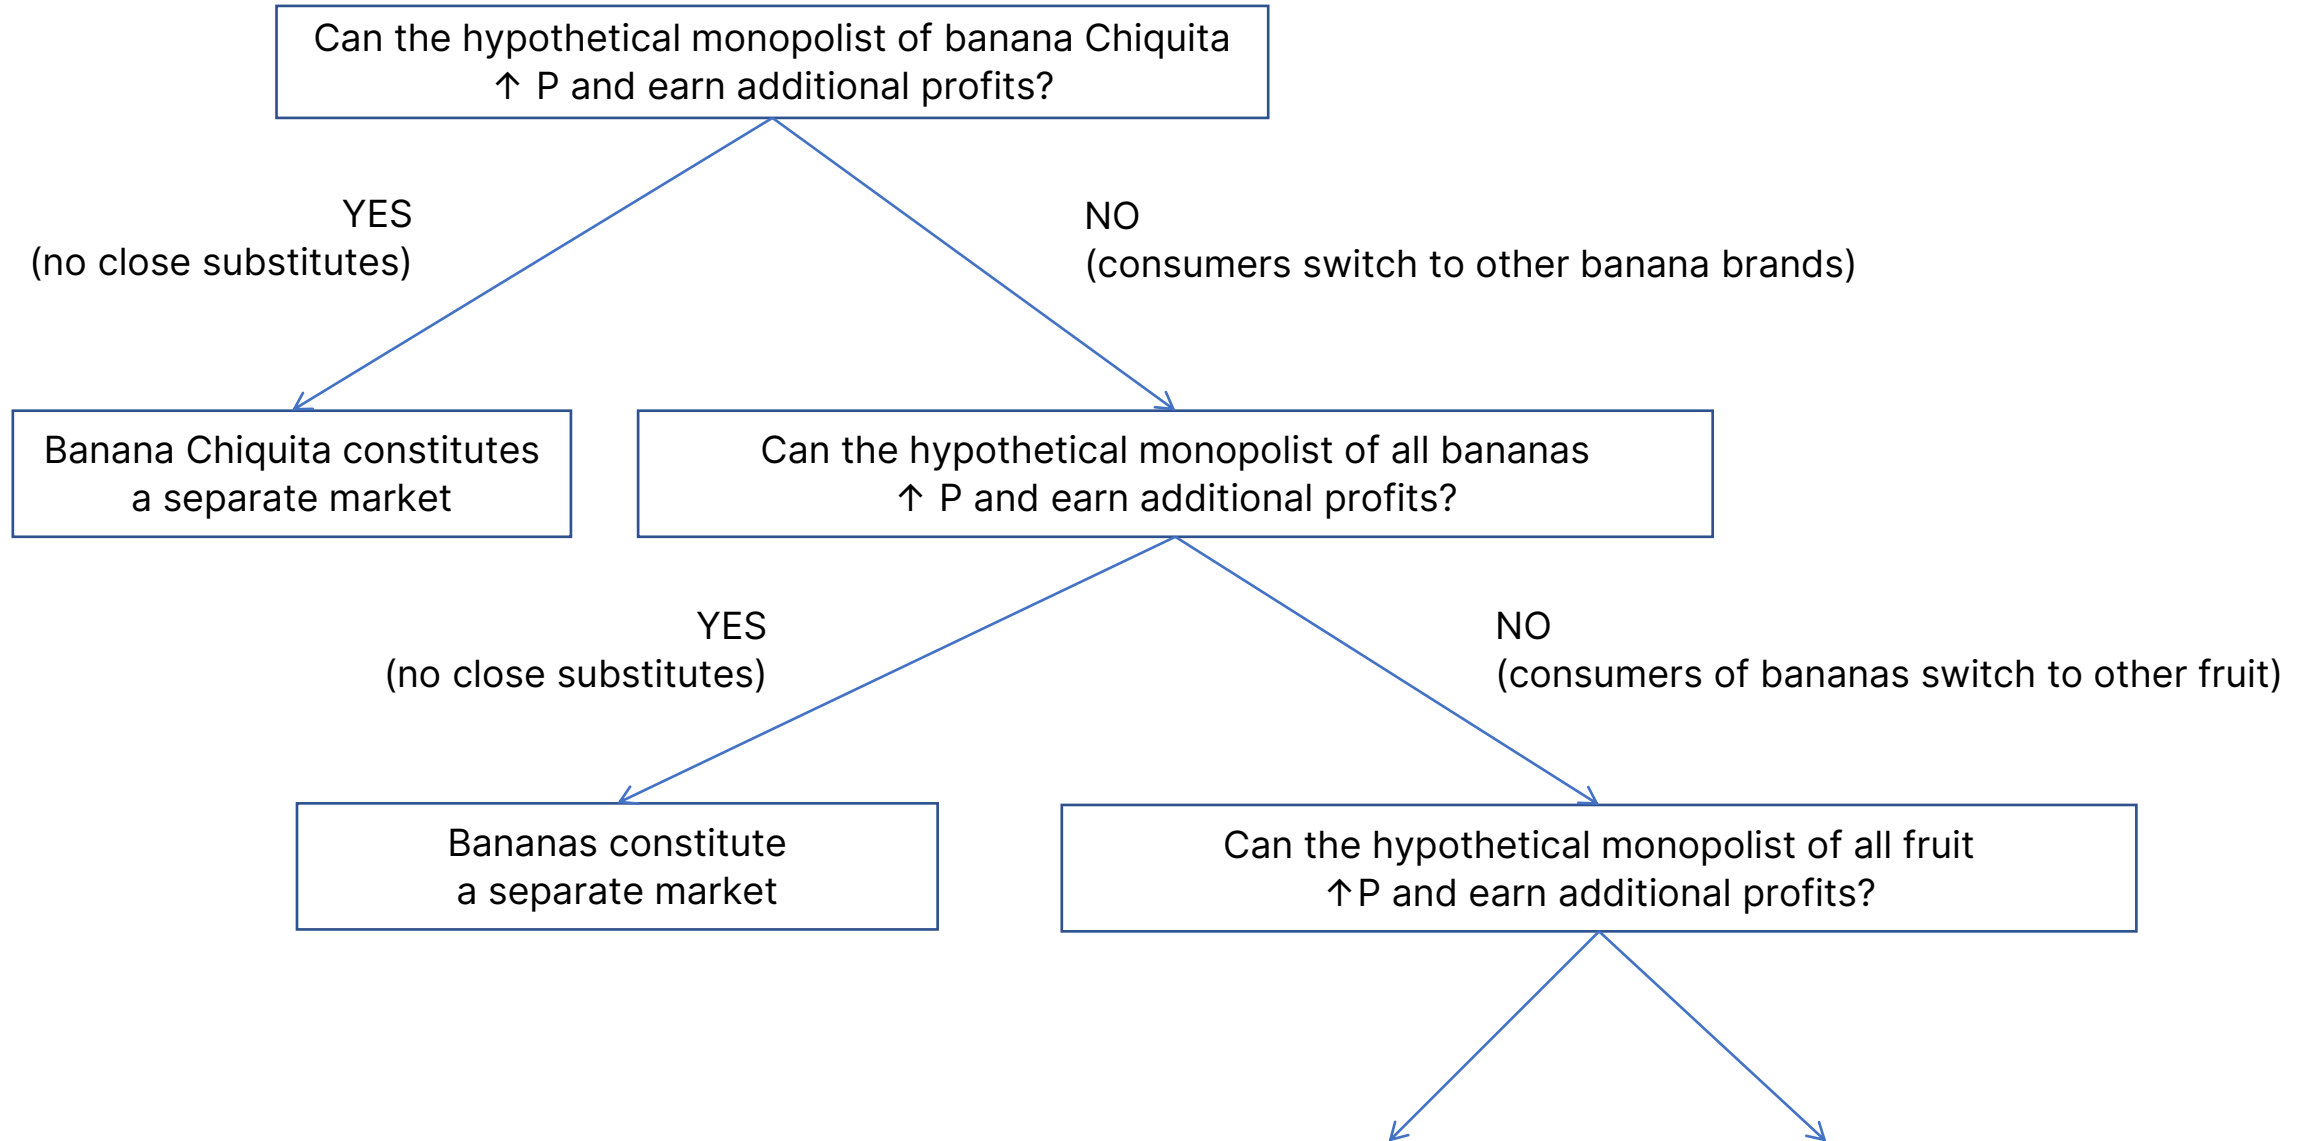 Can the hypothetical monopolist of banana Chiquita
↑ P and earn additional profits?
YES
(no close substitutes)
NO
(consumers switch to other banana brands)
Banana Chiquita constitutes
a separate market
Can the hypothetical monopolist of all bananas
↑ P and earn additional profits?
YES
(no close substitutes)
NO
(consumers of bananas switch to other fruit)
Bananas constitute
a separate market
Can the hypothetical monopolist of all fruit
↑P and earn additional profits?